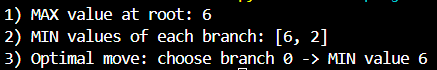 1) MAX value at root: 6
2) MIN values of each branch: [6, 2]
3) Optimal move: choose branch 0 -> MIN value 6